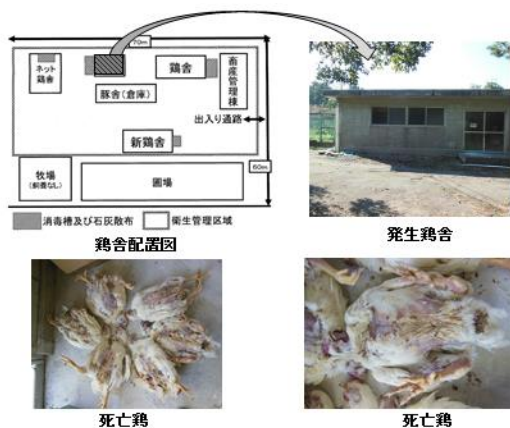 70m
ネット
鶏舎
鶏舎
畜産管理棟
豚舎(倉庫)
出入り通路
新鶏舎
60m
牧場
(飼養なし)
圃場
消毒槽及び石灰散布
衛生管理区域
鶏舎配置図
発生鶏舎
死亡鶏
死亡鶏